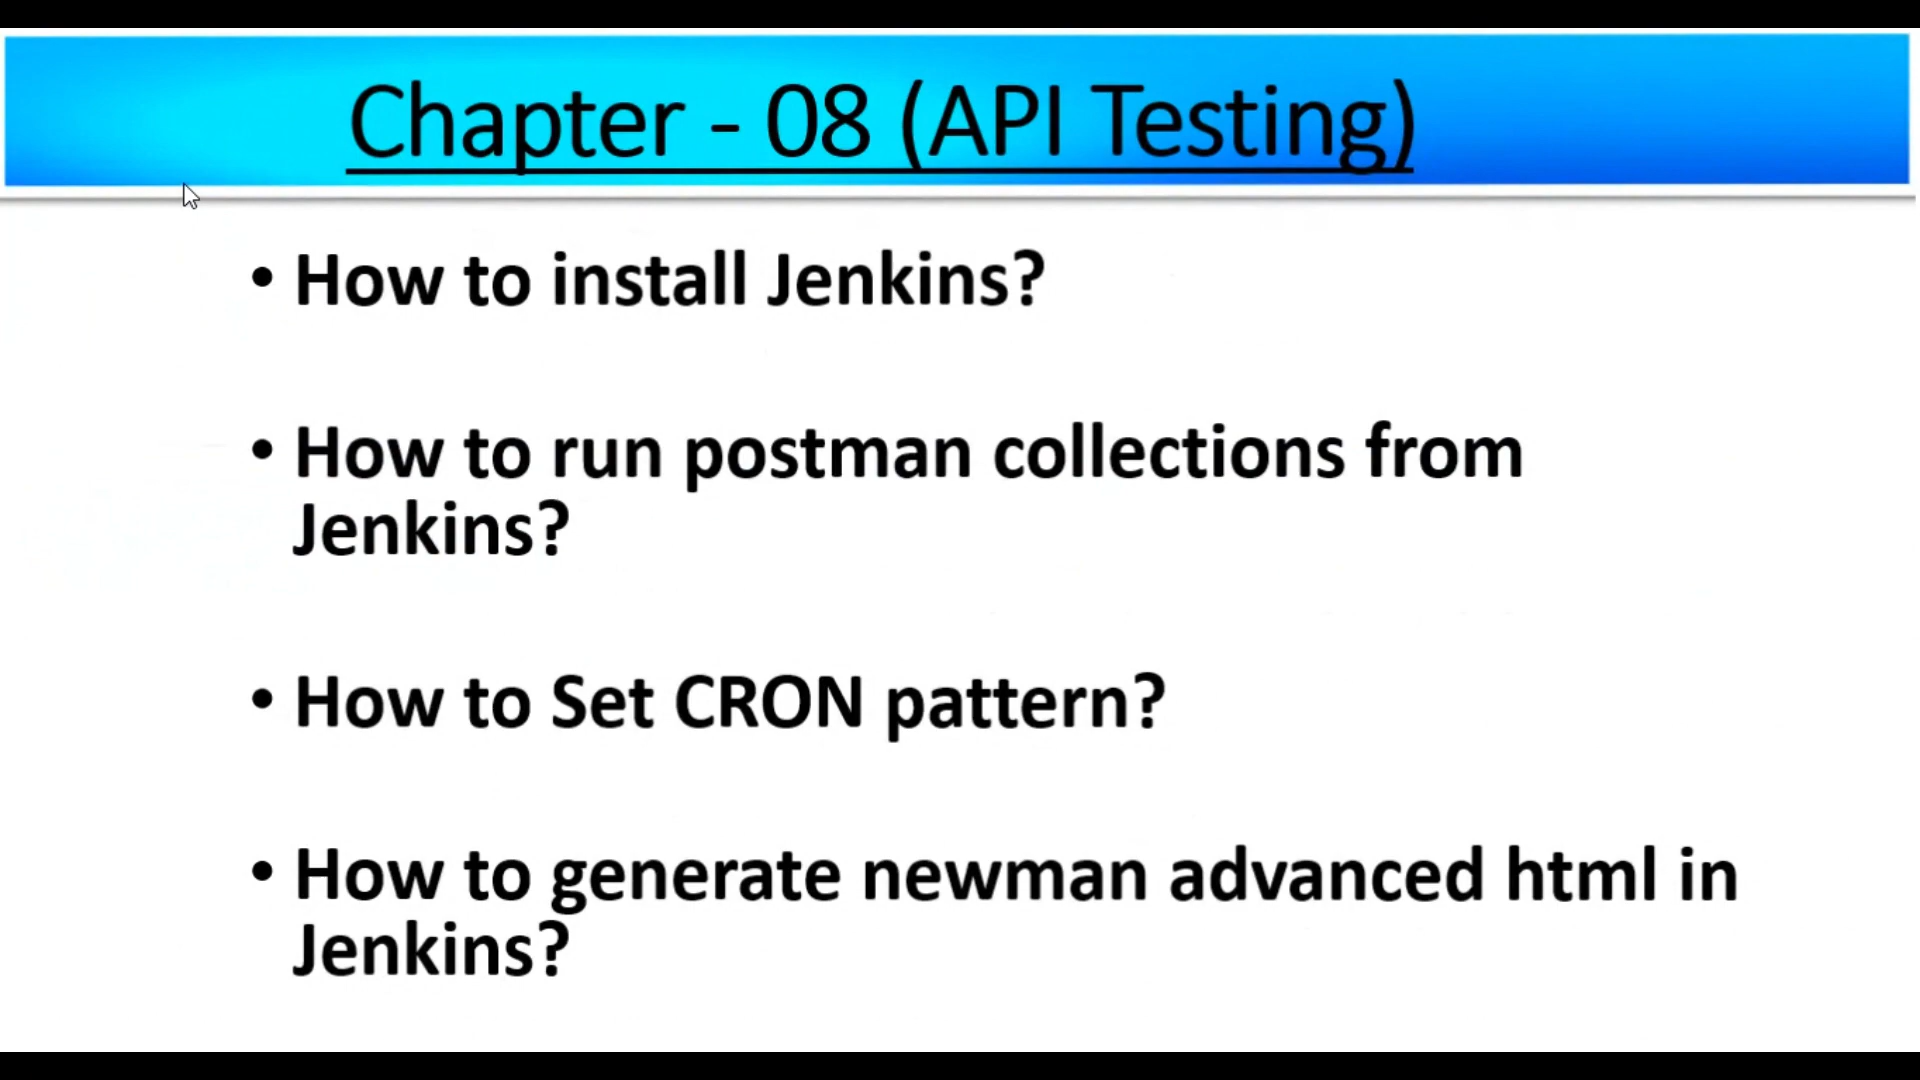 Chapter - 08 (API Testing)
• How to install Jenkins?
• How to run postman collections from
Jenkins?
• How to Set CRON pattern?
• How to generate newman advanced html in
Jenkins?